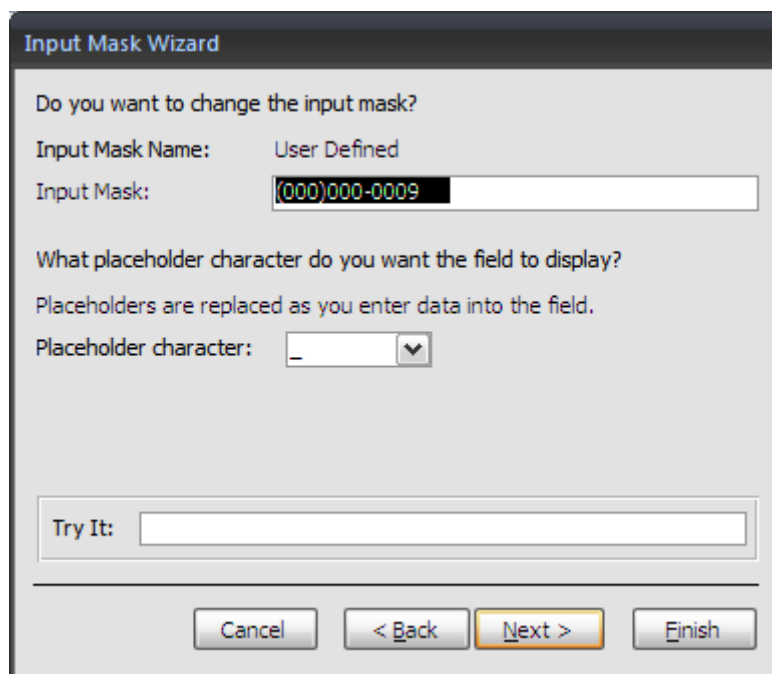 Input Mask Wizard
Do you want to change the input mask?
Input Mask Name: User Defined
Input Mask: (000)000-0009
What placeholder character do you want the field to display?
Placeholders are replaced as you enter data into the field.
Placeholder character: _
Try It:
Cancel < Back Next > Finish